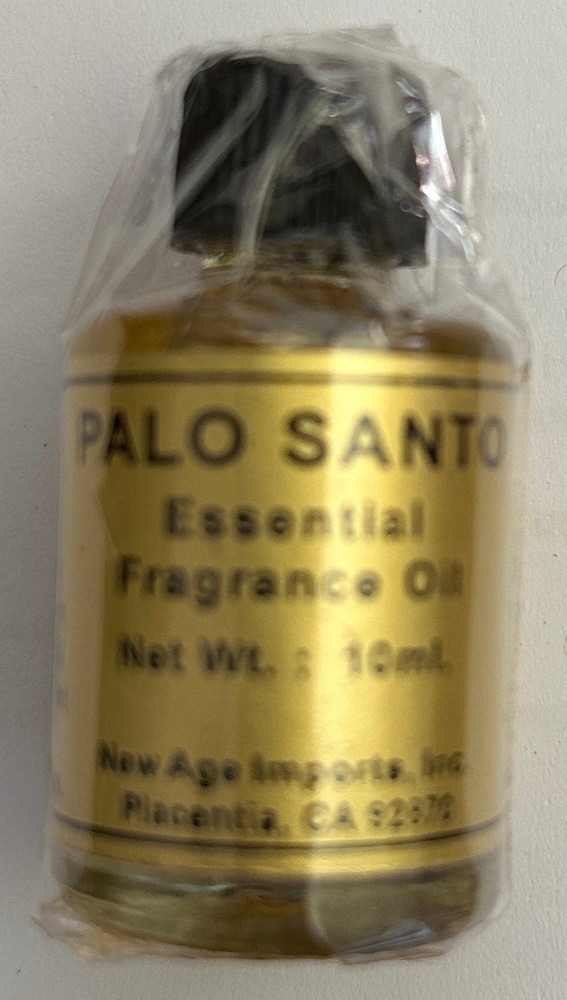 PALO SANTO
Essential
Fragrance Oil
Net Wt. : 10ml.
New Age Imports, Inc.
Placentia, CA 92870